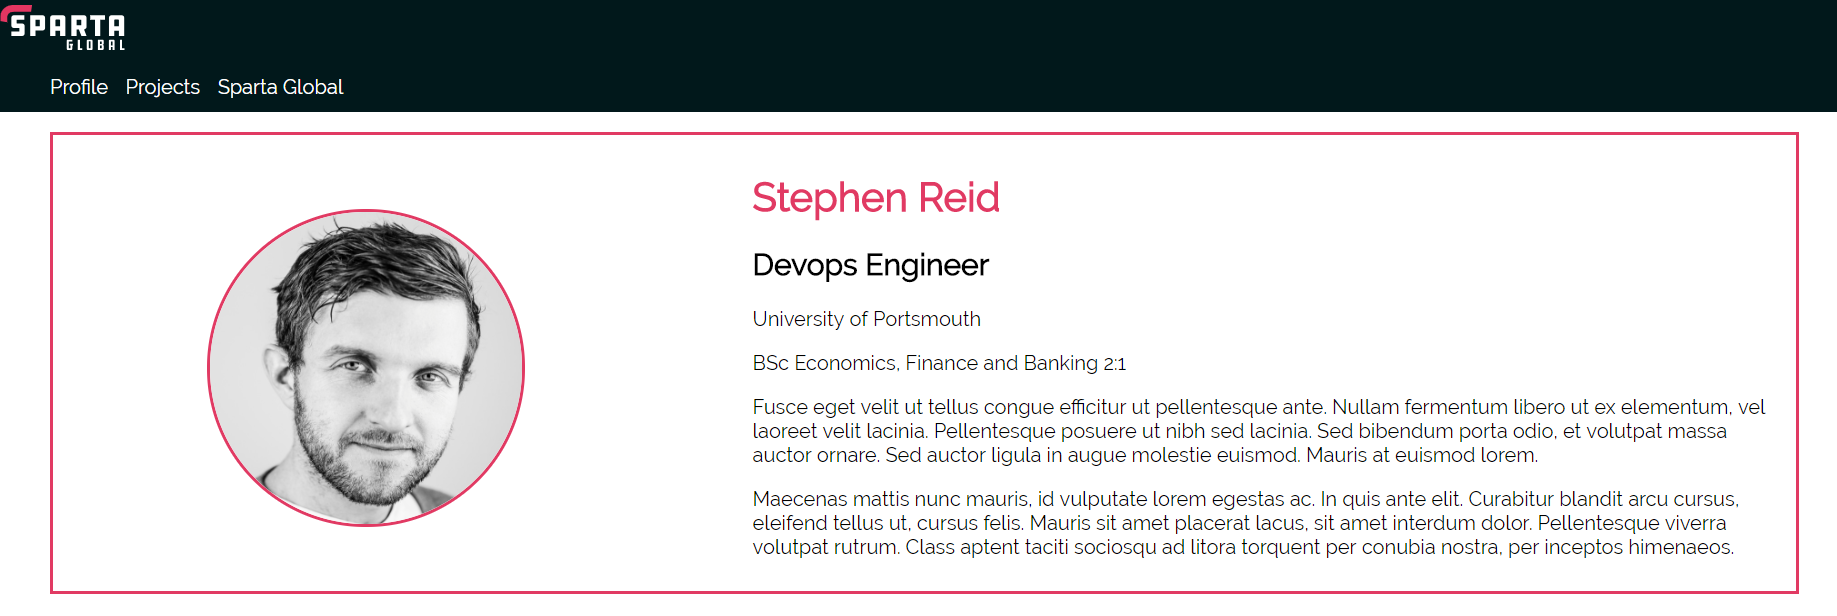 SPARTA
GLOBAL
Profile Projects Sparta Global
Stephen Reid
Devops Engineer
University of Portsmouth
BSc Economics, Finance and Banking 2:1
Fusce eget velit ut tellus congue efficitur ut pellentesque ante. Nullam fermentum libero ut ex elementum, vel
laoreet velit lacinia. Pellentesque posuere ut nibh sed lacinia. Sed bibendum porta odio, et volutpat massa
auctor ornare. Sed auctor ligula in augue molestie euismod. Mauris at euismod lorem.
Maecenas mattis nunc mauris, id vulputate lorem egestas ac. In quis ante elit. Curabitur blandit arcu cursus,
eleifend tellus ut, cursus felis. Mauris sit amet placerat lacus, sit amet interdum dolor. Pellentesque viverra
volutpat rutrum. Class aptent taciti sociosqu ad litora torquent per conubia nostra, per inceptos himenaeos.